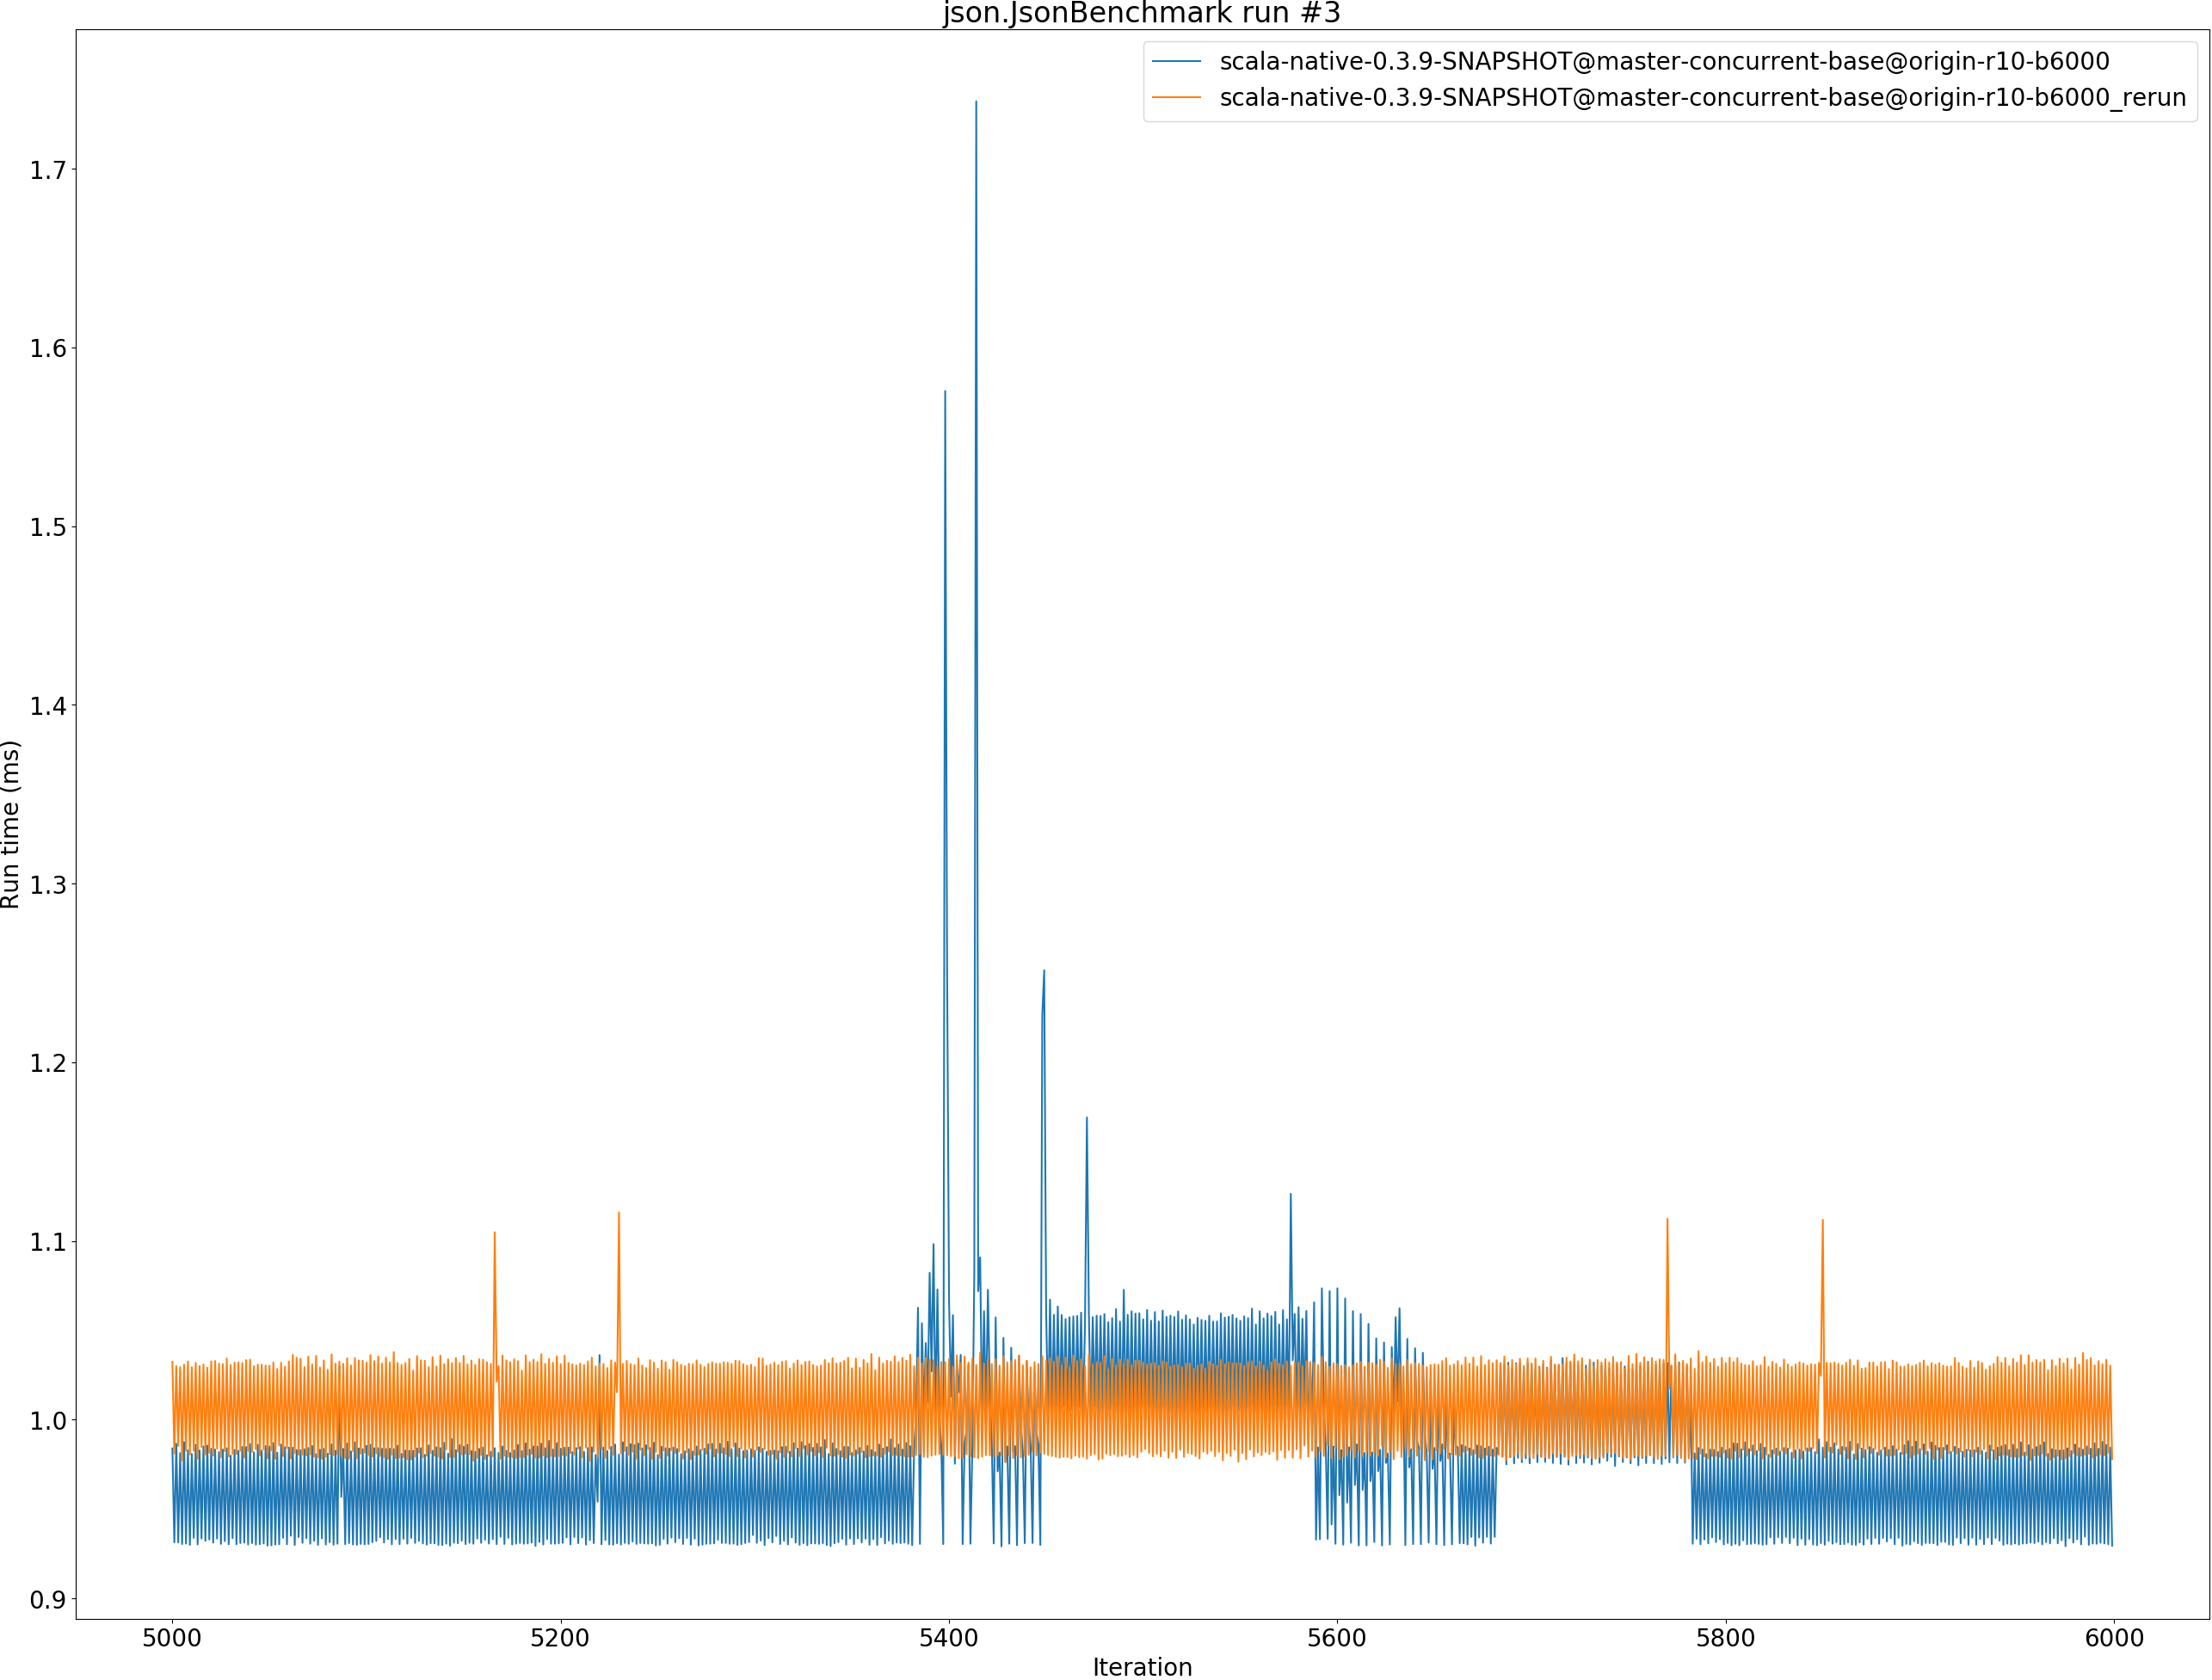 json.JsonBenchmark run #3
scala-native-0.3.9-SNAPSHOT@master-concurrent-base@origin-r10-b6000
scala-native-0.3.9-SNAPSHOT@master-concurrent-base@origin-r10-b6000_rerun
Run time (ms)
1.7
1.6
1.5
1.4
1.3
1.2
1.1
1.0
0.9
5000 5200 5400 5600 5800 6000
Iteration